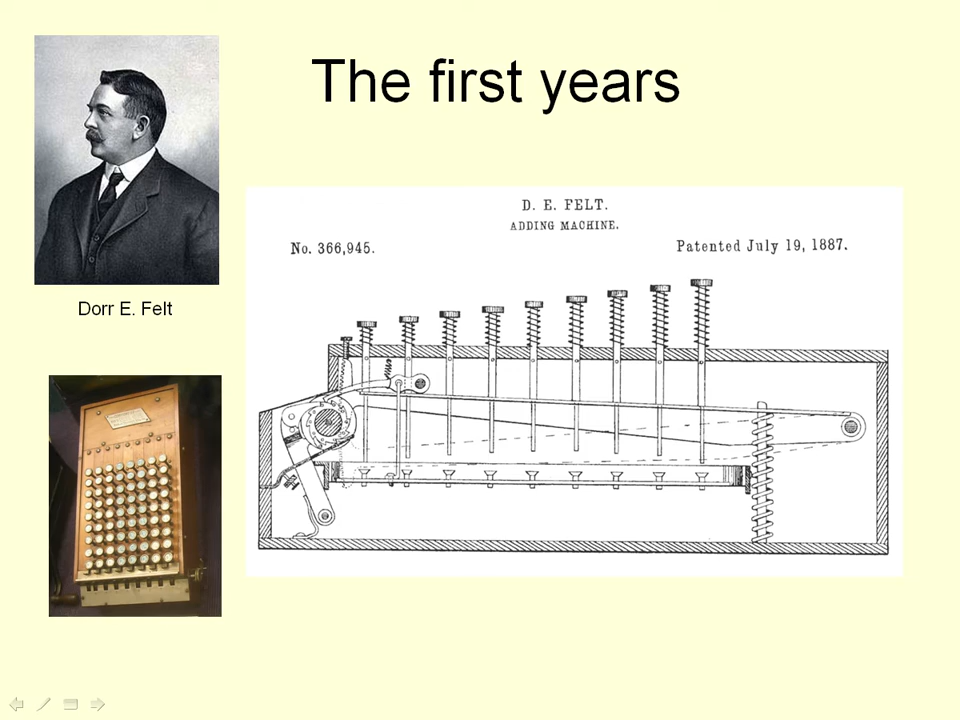 The first years
Dorr E. Felt
D. E. FELT.
ADDING MACHINE.
No. 366,945.
Patented July 19, 1887.